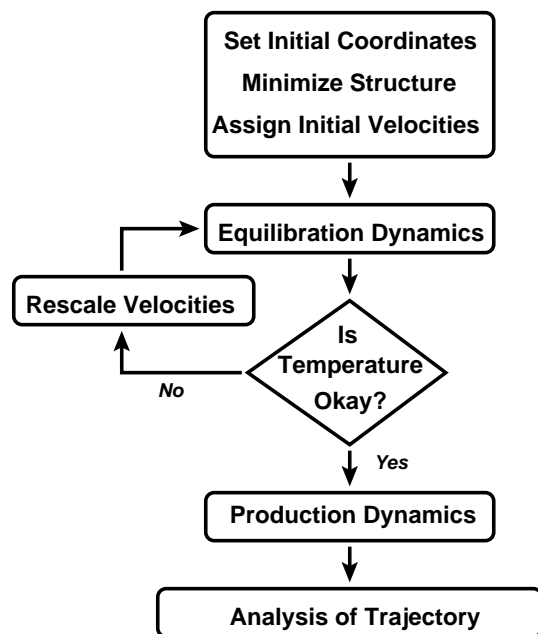 Set Initial Coordinates
Minimize Structure
Assign Initial Velocities
Equilibration Dynamics
Rescale Velocities
Is
Temperature
Okay?
No
Yes
Production Dynamics
Analysis of Trajectory